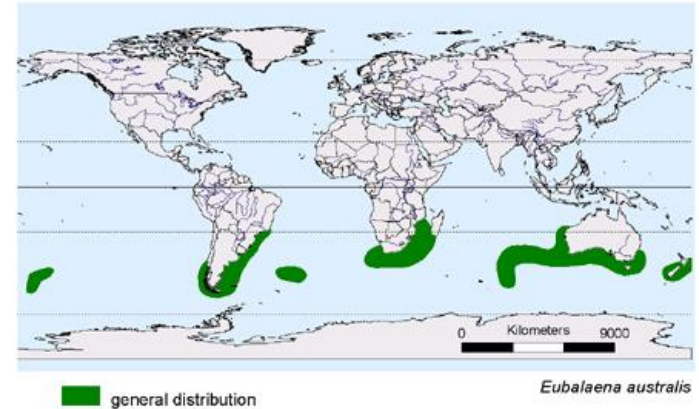 0 Kilometers 9000
Eubalaena australis
general distribution